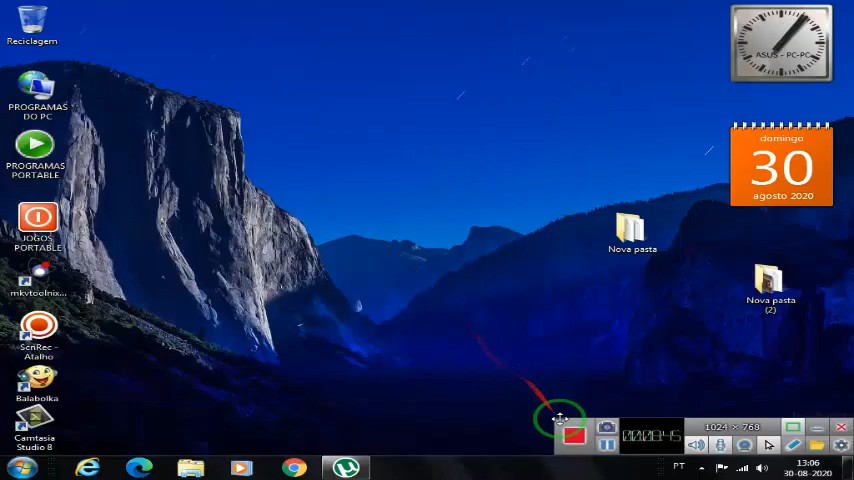 Reciclagem
PROGRAMAS
DO PC
PROGRAMAS
PORTABLE
JOGOS
PORTABLE
mkvtoolnix...
ScnRec -
Atalho
Balabolka
Camtasia
Studio 8
ASUS - PC-PC
domingo
30
agosto 2020
Nova pasta
Nova pasta
(2)
1024 × 768
000845
PT
13:06
30-08-2020